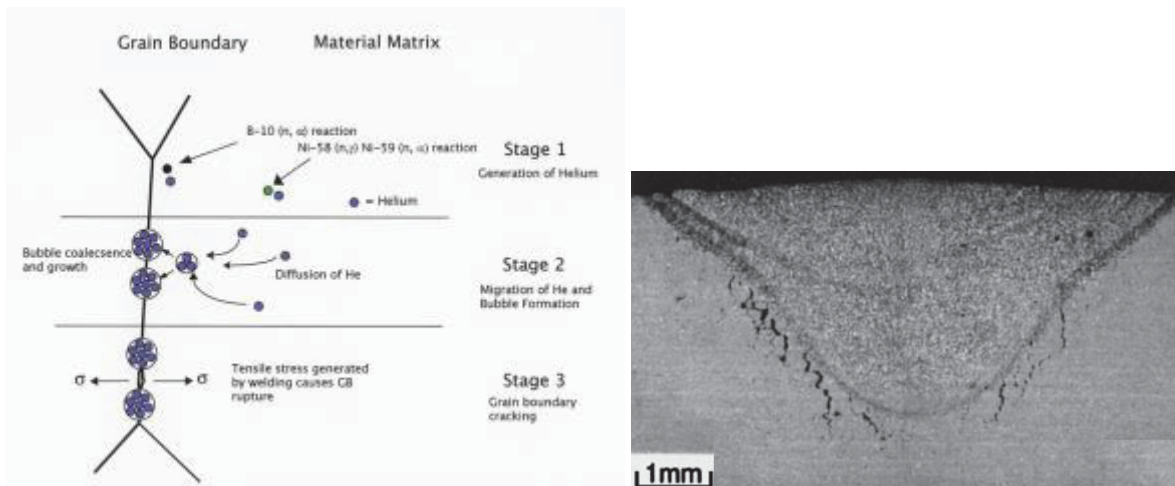 Grain Boundary
Material Matrix
B-10 (n, α) reaction
Ni-58 (n,γ) Ni-59 (n, α) reaction
Stage 1
Generation of Helium
= Helium
Bubble coalecsence
and growth
Diffusion of He
Stage 2
Migration of He and
Bubble Formation
σ
σ
Tensile stress generated
by welding causes GB
rupture
Stage 3
Grain boundary
cracking
1mm